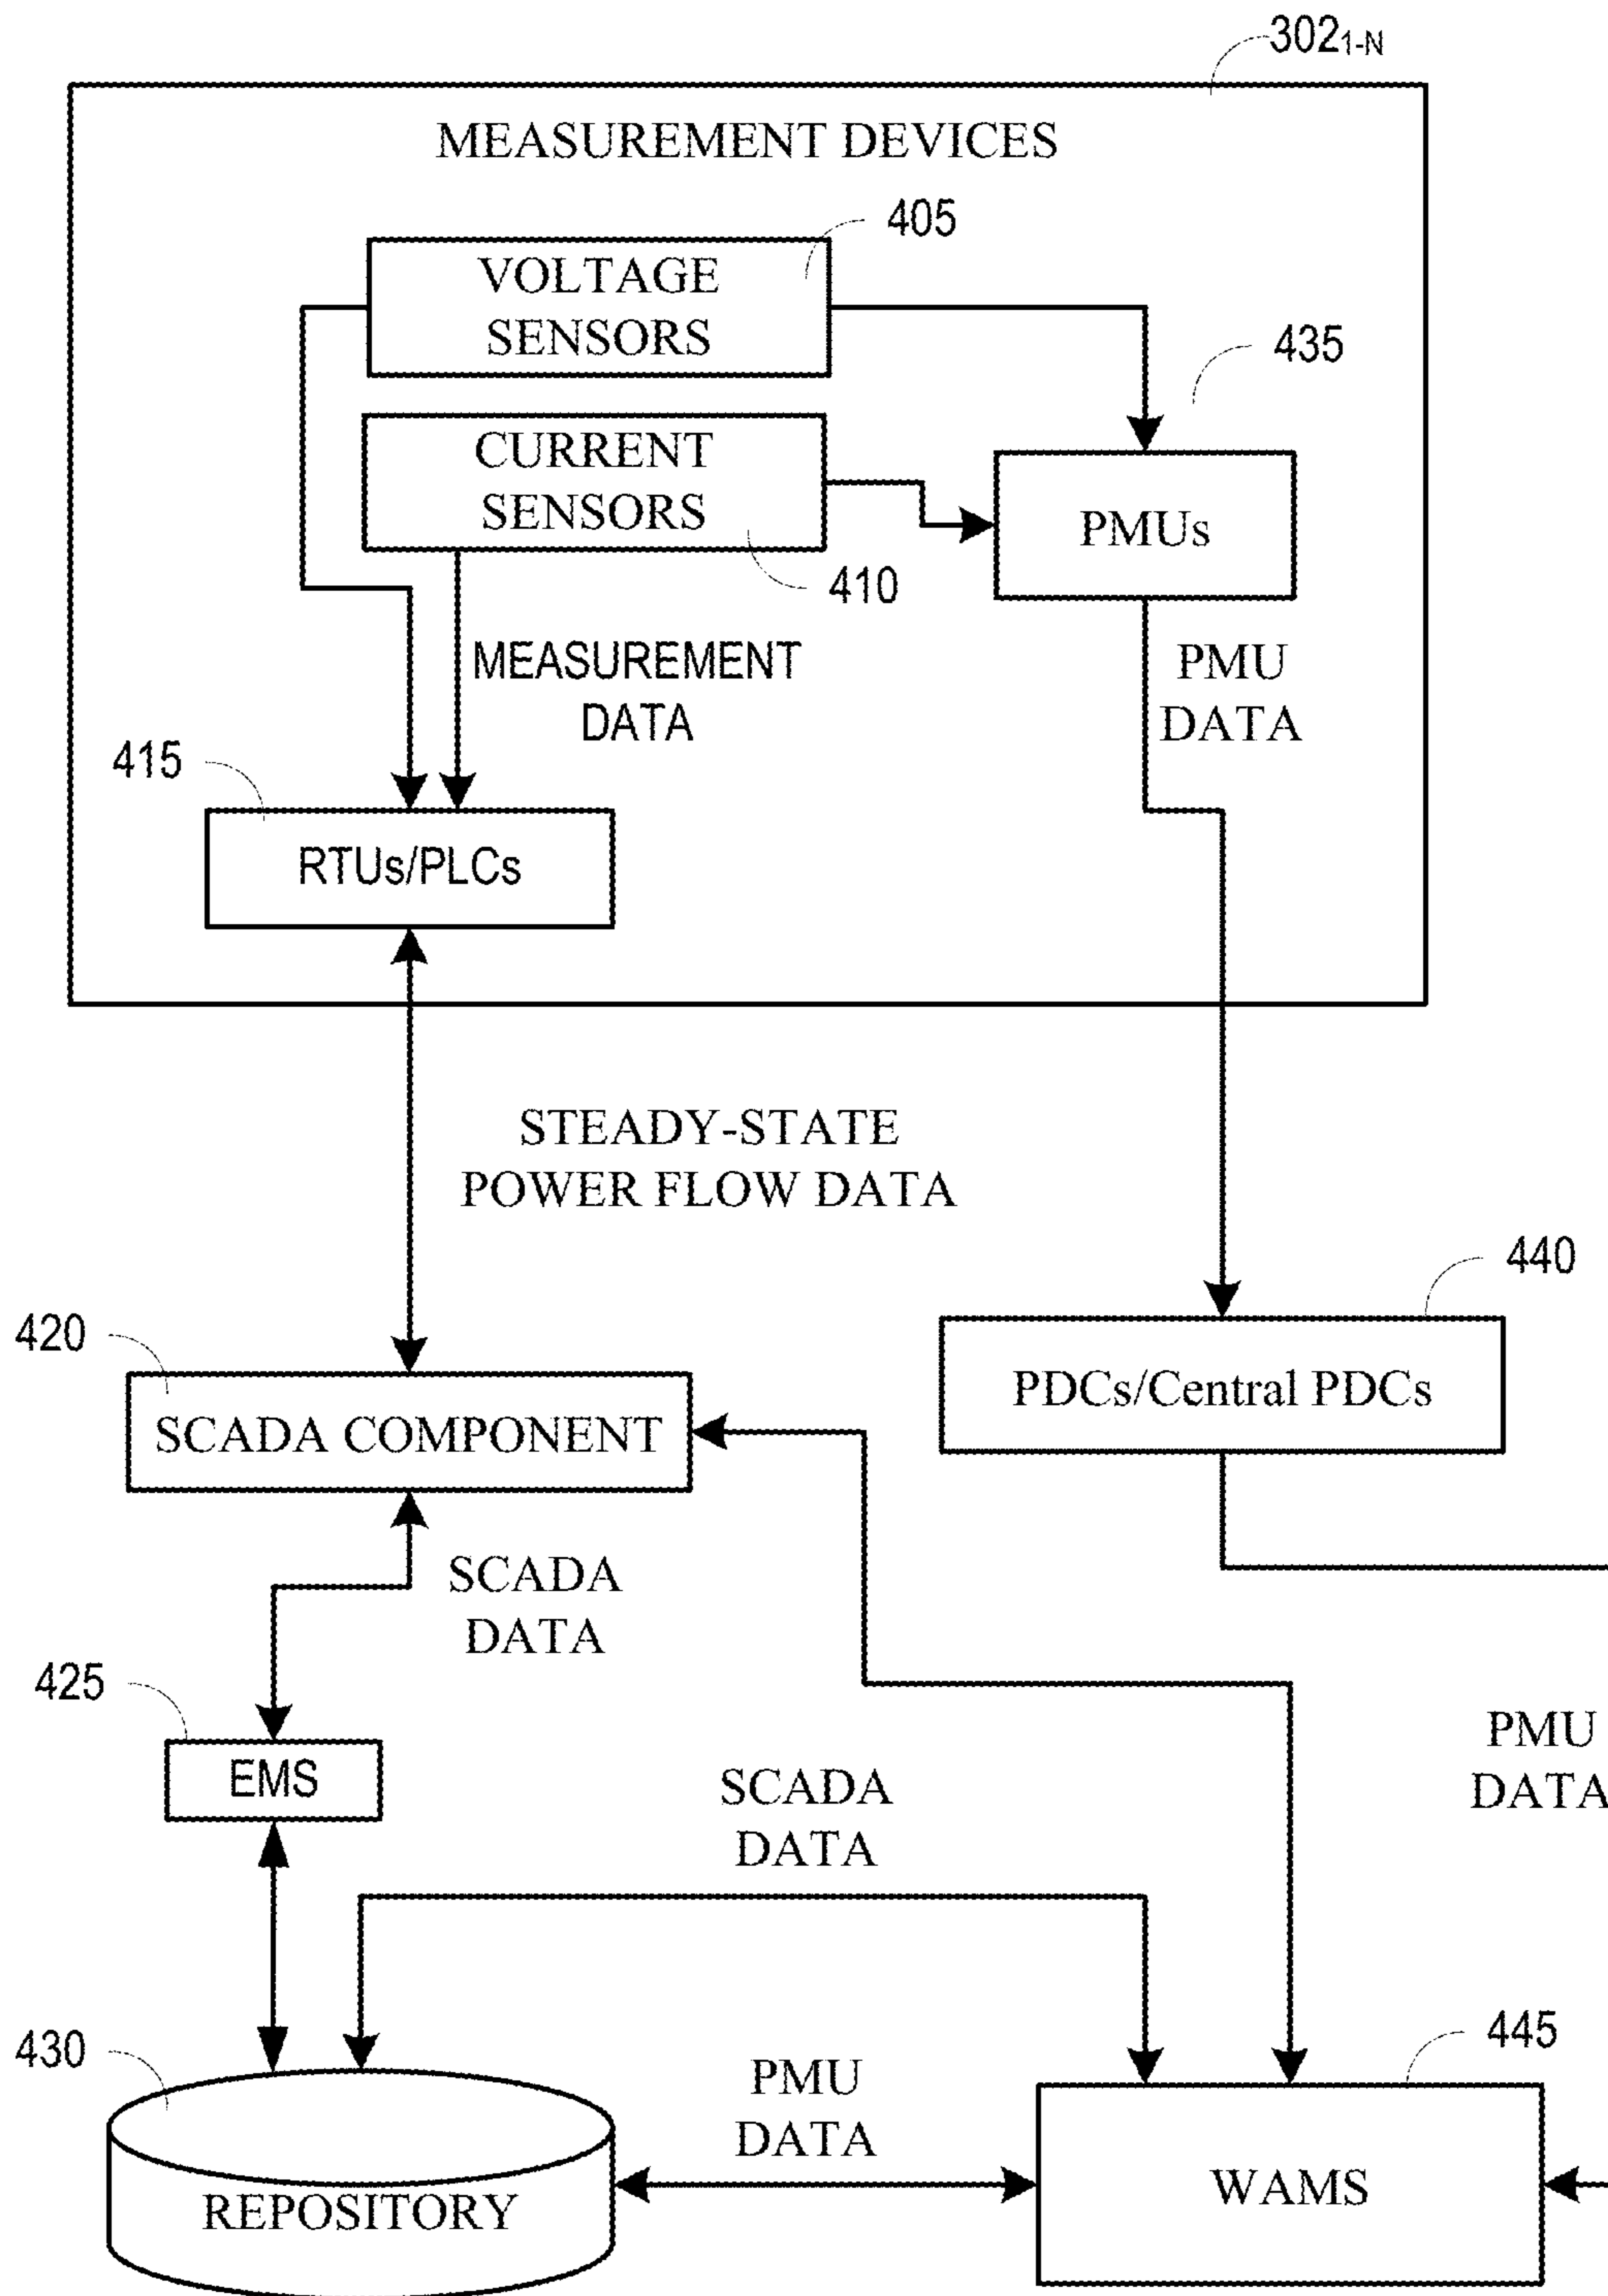 302₁₋N
MEASUREMENT DEVICES
405
VOLTAGE
SENSORS
435
CURRENT
SENSORS
PMUs
410
MEASUREMENT
DATA
PMU
DATA
415
RTUs/PLCs
STEADY-STATE
POWER FLOW DATA
440
420
PDCs/Central PDCs
SCADA COMPONENT
SCADA
DATA
425
EMS
PMU
DATA
SCADA
DATA
430
445
PMU
DATA
WAMS
REPOSITORY